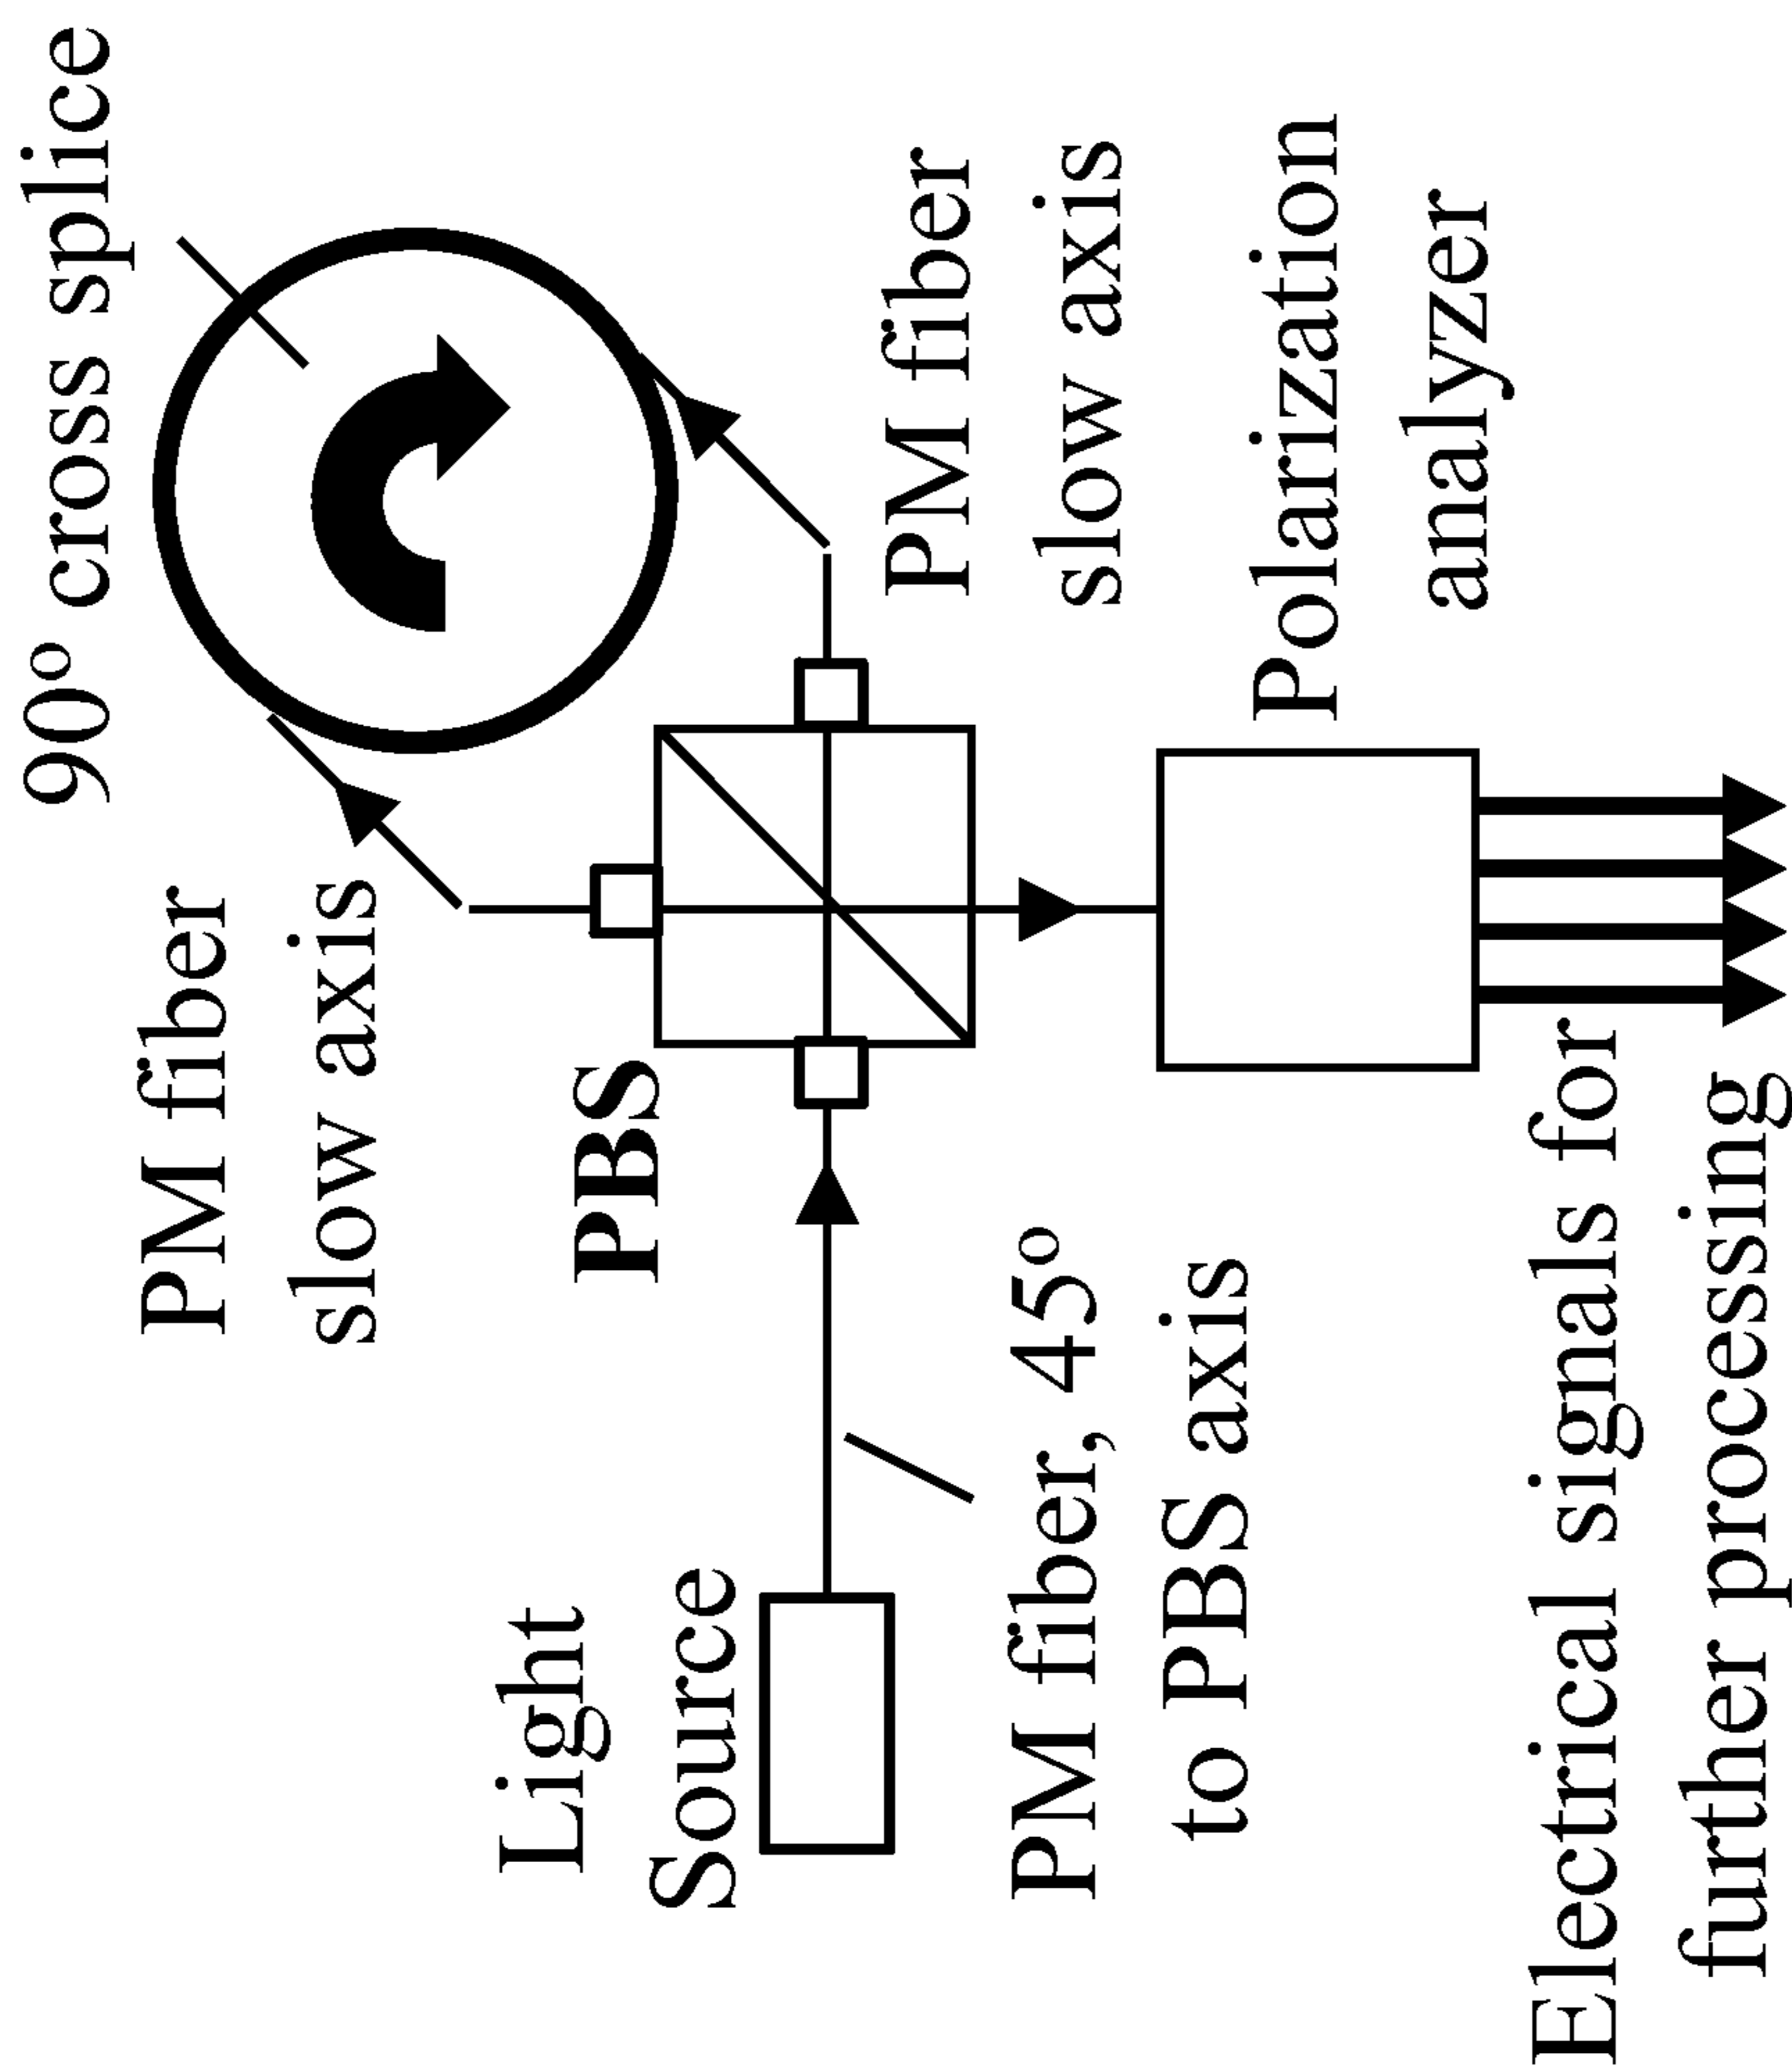 90° cross splice
PM fiber
slow axis
PBS
Light
Source
PM fiber
slow axis
PM fiber, 45°
to PBS axis
Polarization
analyzer
Electrical signals for
further processing